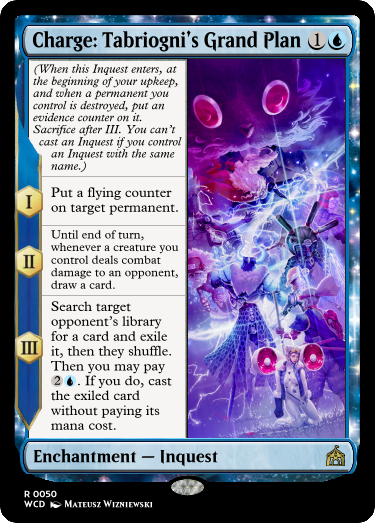 Charge: Tabriogni's Grand Plan 1
(When this Inquest enters, at
the beginning of your upkeep,
and when a permanent you
control is destroyed, put an
evidence counter on it.
Sacrifice after III. You can't
cast an Inquest if you control
an Inquest with the same
name.)
I
Put a flying counter
on target permanent.
II
Until end of turn,
whenever a creature you
control deals combat
damage to an opponent,
draw a card.
III
Search target
opponent's library
for a card and exile
it, then they shuffle.
Then you may pay
2. If you do, cast
the exiled card
without paying its
mana cost.
Enchantment — Inquest
R 0050
WCD Mateusz Wizniewski